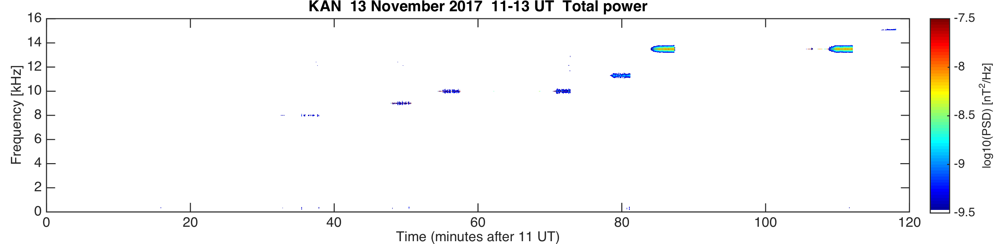 KAN 13 November 2017 11-13 UT Total power
Frequency [kHz]
16
14
12
10
8
6
4
2
0
0 20 40 60 80 100 120
Time (minutes after 11 UT)
-7.5
-8
-8.5
-9
-9.5
log10(PSD) [nT²/Hz]